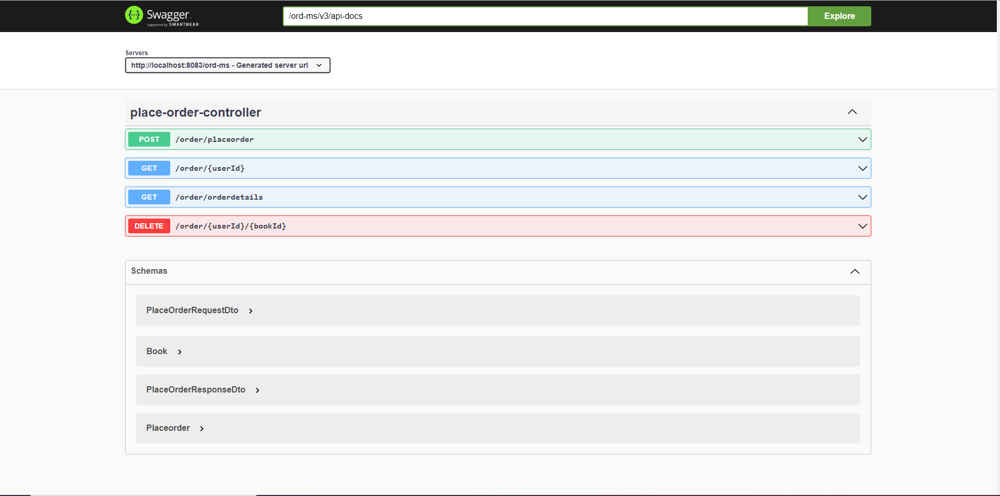 {···} Swagger
Supported by SMARTBEAR
/ord-ms/v3/api-docs
Explore
Servers
http://localhost:8083/ord-ms - Generated server url
place-order-controller
POST /order/placeorder
GET /order/{userId}
GET /order/orderdetails
DELETE /order/{userId}/{bookId}
Schemas
PlaceOrderRequestDto
Book
PlaceOrderResponseDto
Placeorder